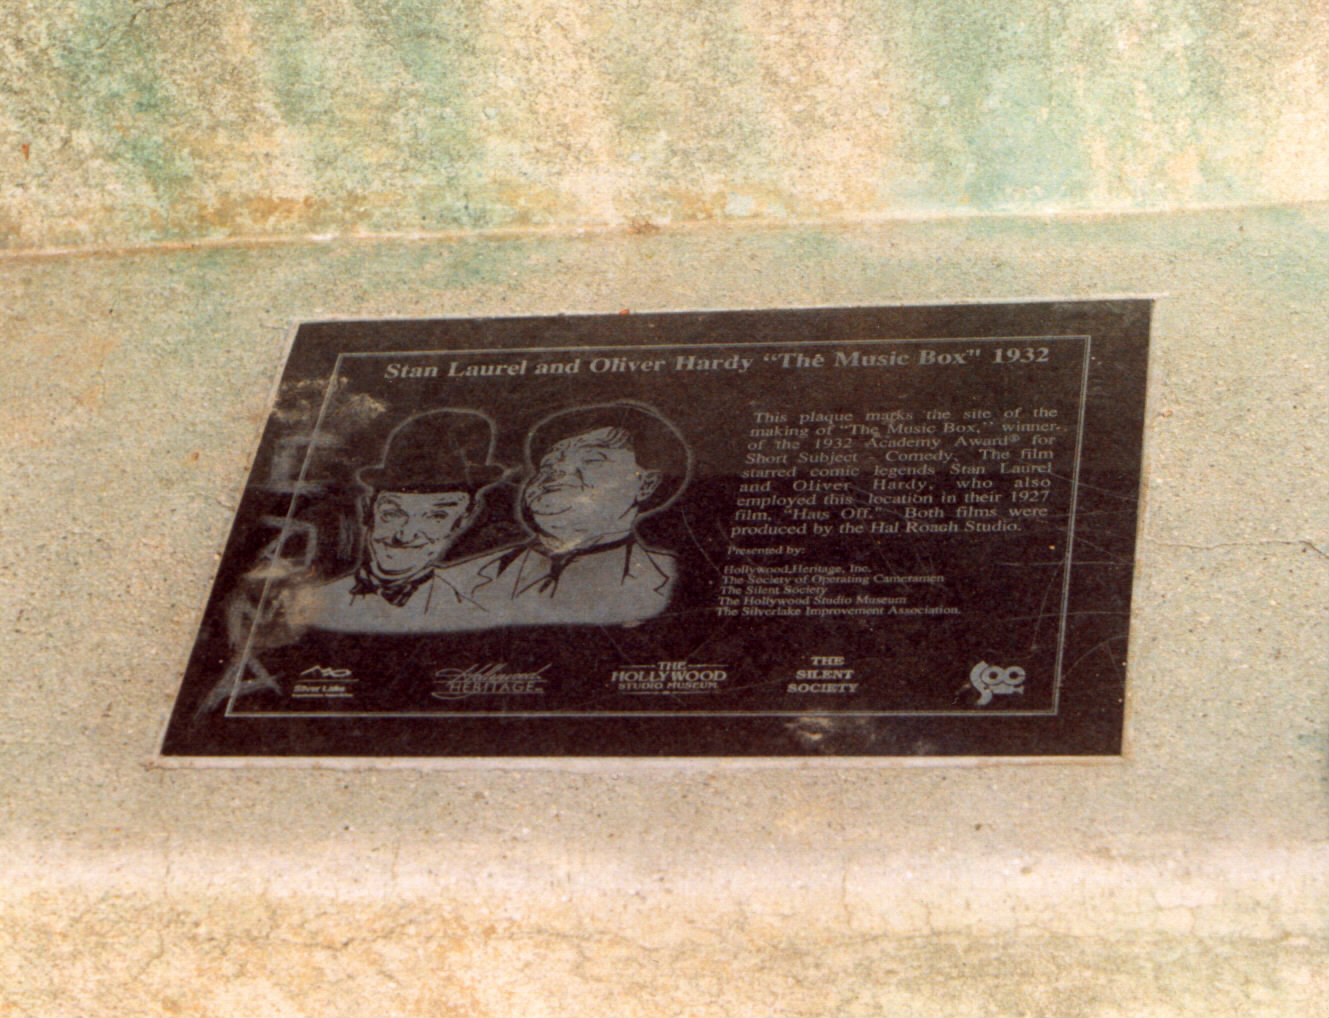 Stan Laurel and Oliver Hardy “The Music Box" 1932
This plaque marks the site of the
making of “The Music Box,” winner
of the 1932 Academy Award® for
Short Subject - Comedy. The film
starred comic legends Stan Laurel
and Oliver Hardy, who also
employed this location in their 1927
film, “Hats Off.” Both films were
produced by the Hal Roach Studio.
Presented by:
Hollywood Heritage, Inc.
The Society of Operating Cameramen
The Silent Society
The Hollywood Studio Museum
The Silverlake Improvement Association.
Silver Lake
Hollywood
HERITAGE
THE
HOLLYWOOD
STUDIO MUSEUM
THE
SILENT
SOCIETY
SOC